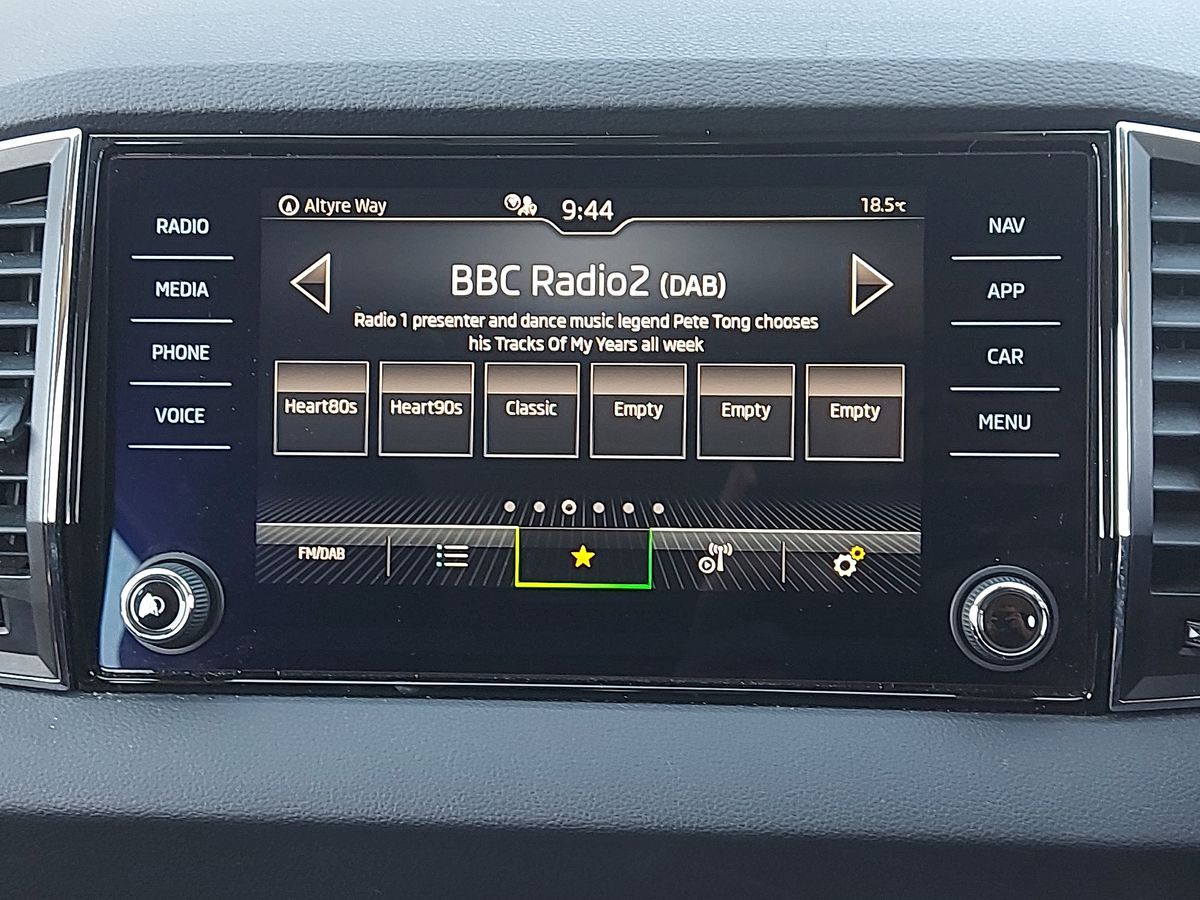 Altyre Way
9:44
18.5°C
RADIO
MEDIA
PHONE
VOICE
BBC Radio2 (DAB)
Radio 1 presenter and dance music legend Pete Tong chooses
his Tracks Of My Years all week
Heart80s Heart90s Classic Empty Empty Empty
FM/DAB
NAV
APP
CAR
MENU